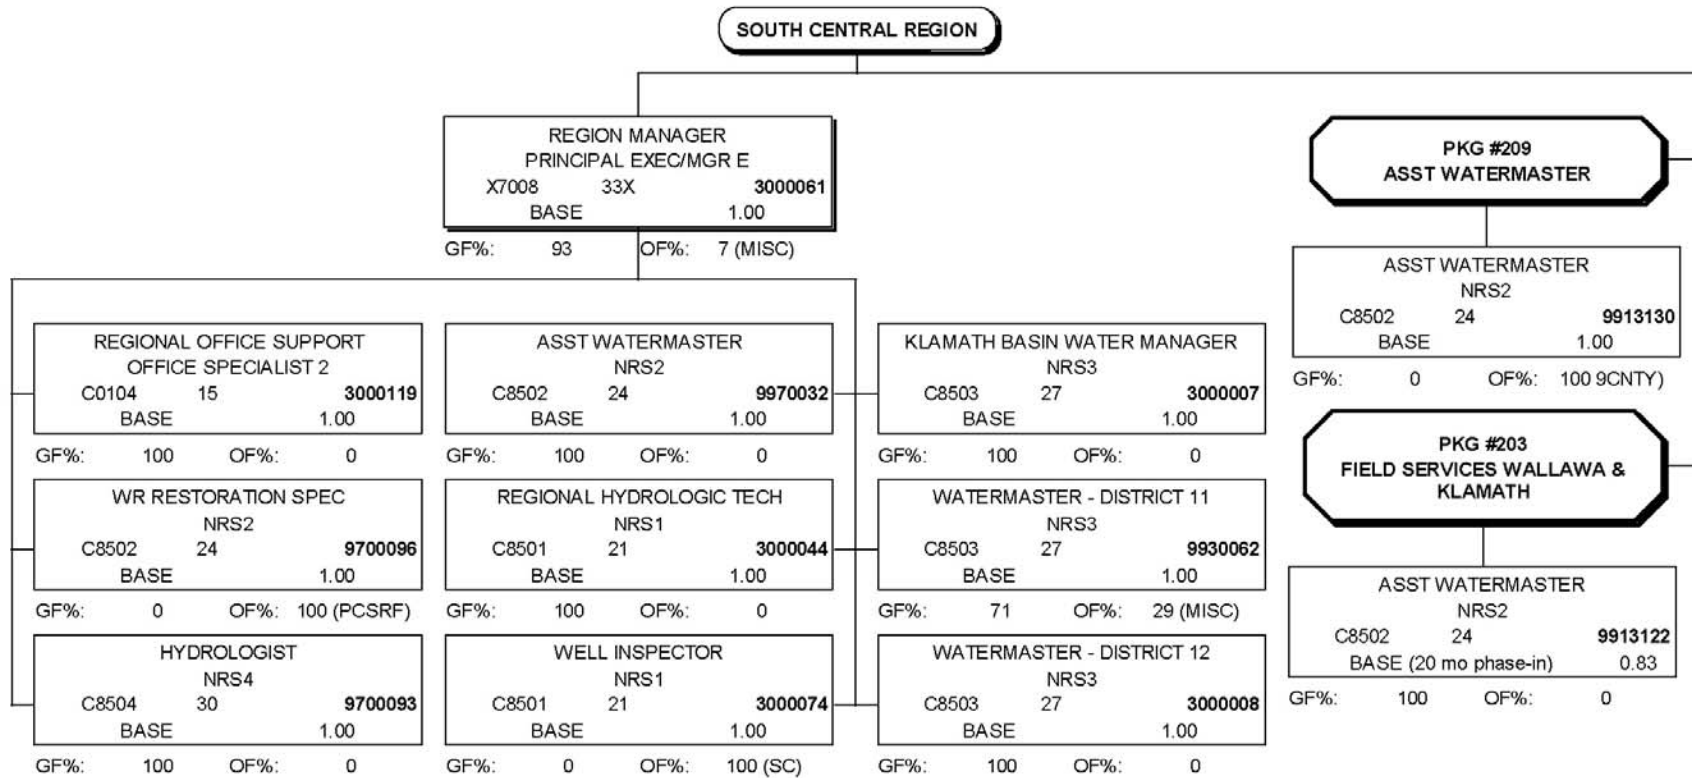 SOUTH CENTRAL REGION
REGION MANAGER
PRINCIPAL EXEC/MGR E
X7008 33X 3000061
BASE 1.00
GF%: 93 OF%: 7 (MISC)
REGIONAL OFFICE SUPPORT
OFFICE SPECIALIST 2
C0104 15 3000119
BASE 1.00
GF%: 100 OF%: 0
WR RESTORATION SPEC
NRS2
C8502 24 9700096
BASE 1.00
GF%: 0 OF%: 100 (PCSRF)
HYDROLOGIST
NRS4
C8504 30 9700093
BASE 1.00
GF%: 100 OF%: 0
ASST WATERMASTER
NRS2
C8502 24 9970032
BASE 1.00
GF%: 100 OF%: 0
REGIONAL HYDROLOGIC TECH
NRS1
C8501 21 3000044
BASE 1.00
GF%: 100 OF%: 0
WELL INSPECTOR
NRS1
C8501 21 3000074
BASE 1.00
GF%: 0 OF%: 100 (SC)
KLAMATH BASIN WATER MANAGER
NRS3
C8503 27 3000007
BASE 1.00
GF%: 100 OF%: 0
WATERMASTER - DISTRICT 11
NRS3
C8503 27 9930062
BASE 1.00
GF%: 71 OF%: 29 (MISC)
WATERMASTER - DISTRICT 12
NRS3
C8503 27 3000008
BASE 1.00
GF%: 100 OF%: 0
PKG #209
ASST WATERMASTER
ASST WATERMASTER
NRS2
C8502 24 9913130
BASE 1.00
GF%: 0 OF%: 100 9CNTY)
PKG #203
FIELD SERVICES WALLAWA &
KLAMATH
ASST WATERMASTER
NRS2
C8502 24 9913122
BASE (20 mo phase-in) 0.83
GF%: 100 OF%: 0